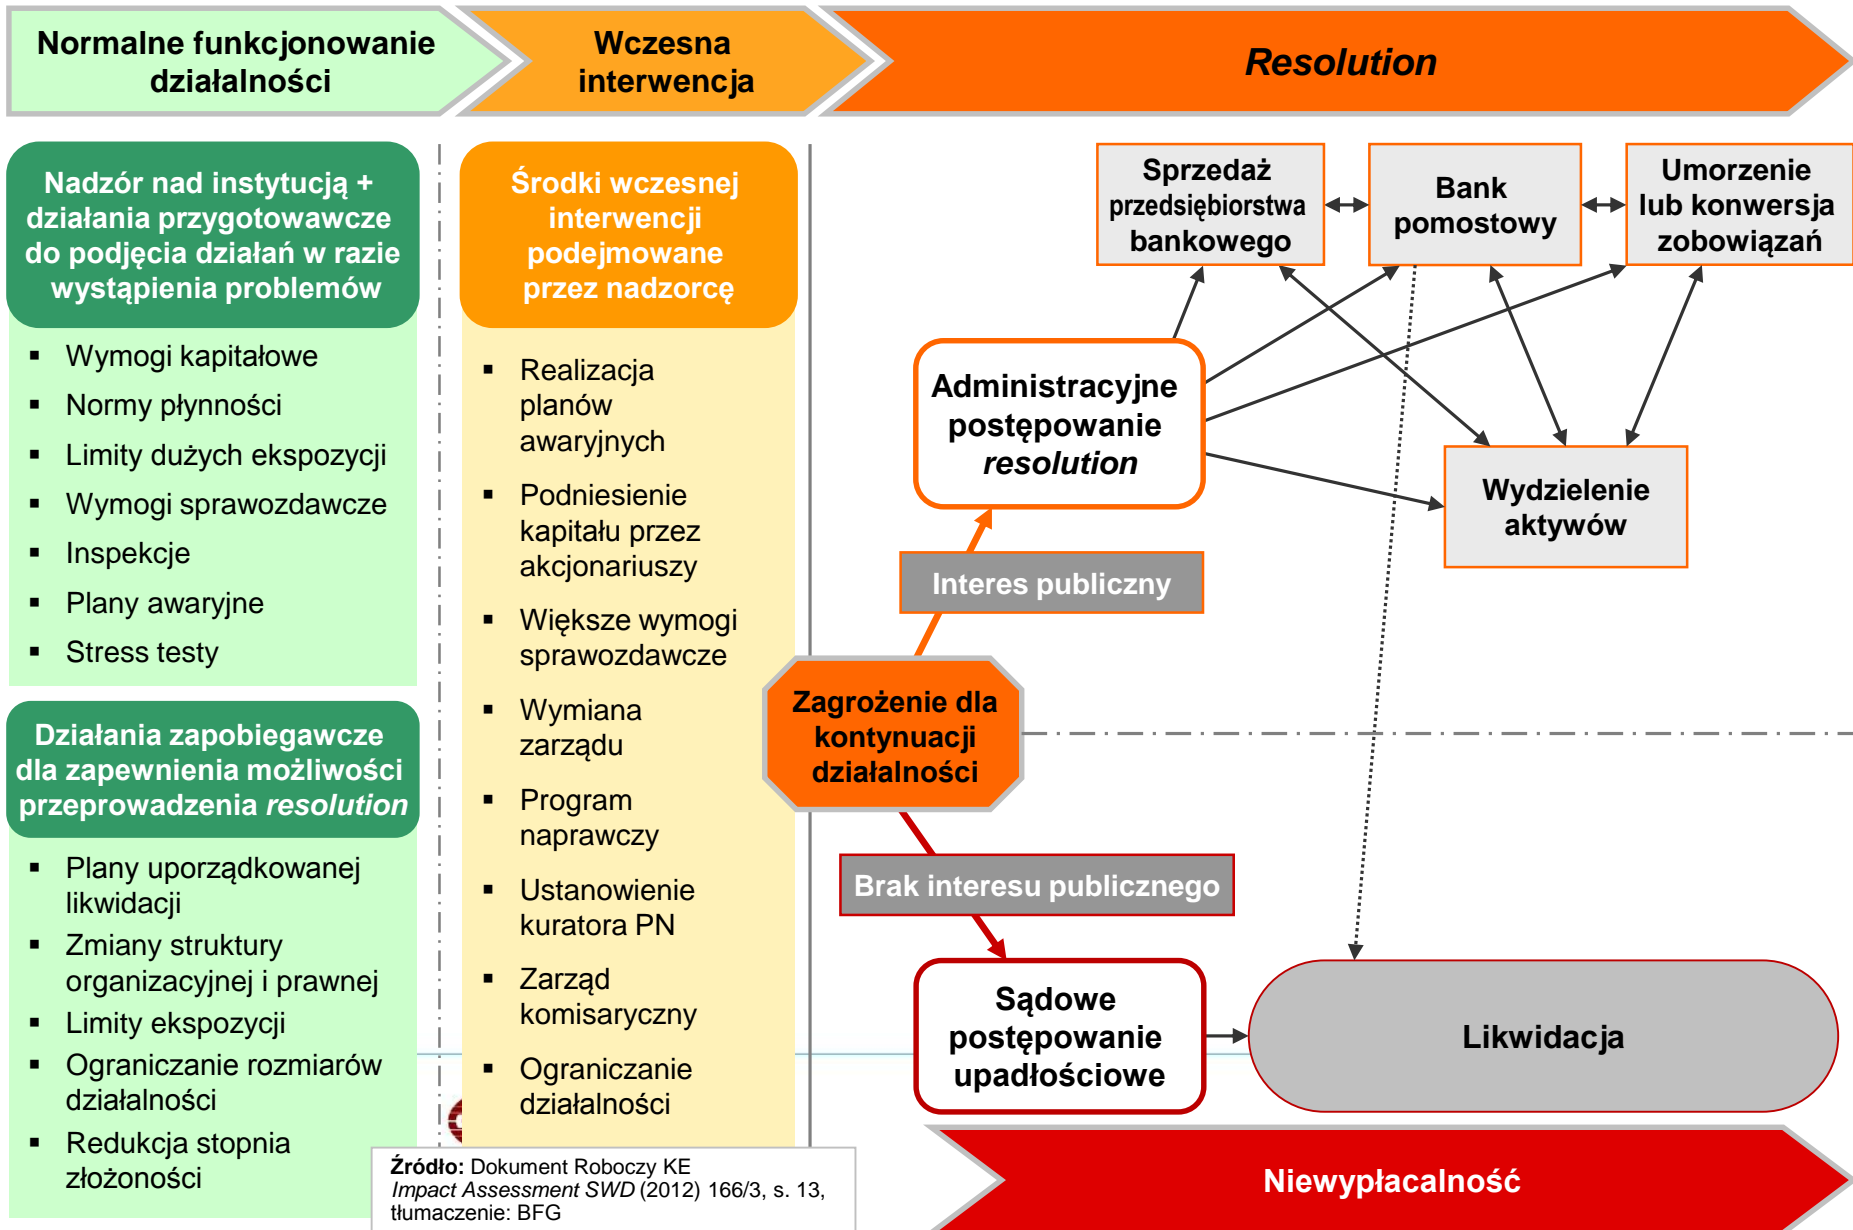 Normalne funkcjonowanie
działalności
Wczesna
interwencja
Resolution
Nadzór nad instytucją +
działania przygotowawcze
do podjęcia działań w razie
wystąpienia problemów
▪ Wymogi kapitałowe
▪ Normy płynności
▪ Limity dużych ekspozycji
▪ Wymogi sprawozdawcze
▪ Inspekcje
▪ Plany awaryjne
▪ Stress testy
Działania zapobiegawcze
dla zapewnienia możliwości
przeprowadzenia resolution
▪ Plany uporządkowanej
likwidacji
▪ Zmiany struktury
organizacyjnej i prawnej
▪ Limity ekspozycji
▪ Ograniczanie rozmiarów
działalności
▪ Redukcja stopnia
złożoności
Środki wczesnej
interwencji
podejmowane
przez nadzorcę
▪ Realizacja
planów
awaryjnych
▪ Podniesienie
kapitału przez
akcjonariuszy
▪ Większe wymogi
sprawozdawcze
▪ Wymiana
zarządu
▪ Program
naprawczy
▪ Ustanowienie
kuratora PN
▪ Zarząd
komisaryczny
▪ Ograniczanie
działalności
Sprzedaż
przedsiębiorstwa
bankowego
Bank
pomostowy
Umorzenie
lub konwersja
zobowiązań
Administracyjne
postępowanie
resolution
Wydzielenie
aktywów
Interes publiczny
Zagrożenie dla
kontynuacji
działalności
Brak interesu publicznego
Sądowe
postępowanie
upadłościowe
Likwidacja
Niewypłacalność
Źródło: Dokument Roboczy KE
Impact Assessment SWD (2012) 166/3, s. 13,
tłumaczenie: BFG